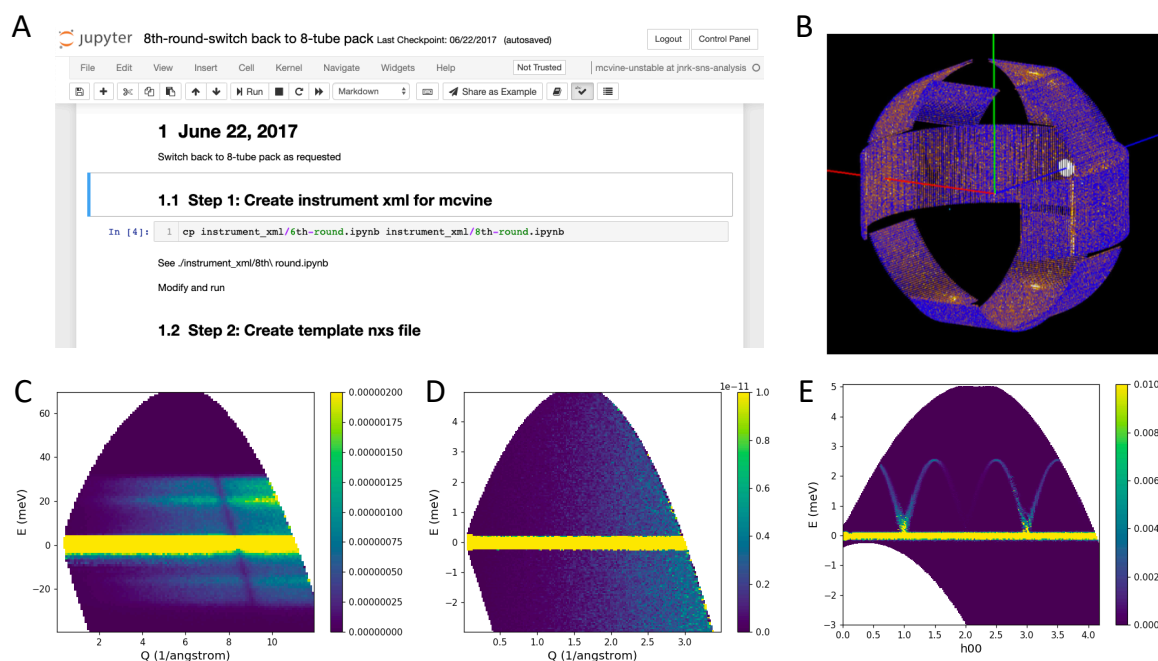 A
jupyter 8th-round-switch back to 8-tube pack Last Checkpoint: 06/22/2017 (autosaved)
Logout Control Panel
File Edit View Insert Cell Kernel Navigate Widgets Help
Not Trusted mcvine-unstable at jnrk-sns-analysis
Run Markdown Share as Example
1 June 22, 2017
Switch back to 8-tube pack as requested
1.1 Step 1: Create instrument xml for mcvine
In [4]: 1 cp instrument_xml/6th-round.ipynb instrument_xml/8th-round.ipynb
See ./instrument_xml/8th\ round.ipynb
Modify and run
1.2 Step 2: Create template nxs file
B
C
E (meV)
60
40
20
0
−20
4 6 8 10
2
Q (1/angstrom)
0.00000200
0.00000175
0.00000150
0.00000125
0.00000100
0.00000075
0.00000050
0.00000025
0.00000000
D
E (meV)
4
3
2
1
0
−1
−2
0.5 1.0 1.5 2.0 2.5 3.0
Q (1/angstrom)
1e-11
1.0
0.8
0.6
0.4
0.2
0.0
E
E (meV)
5
4
3
2
1
0
−1
−2
−3
0.0 0.5 1.0 1.5 2.0 2.5 3.0 3.5 4.0
h00
0.010
0.008
0.006
0.004
0.002
0.000